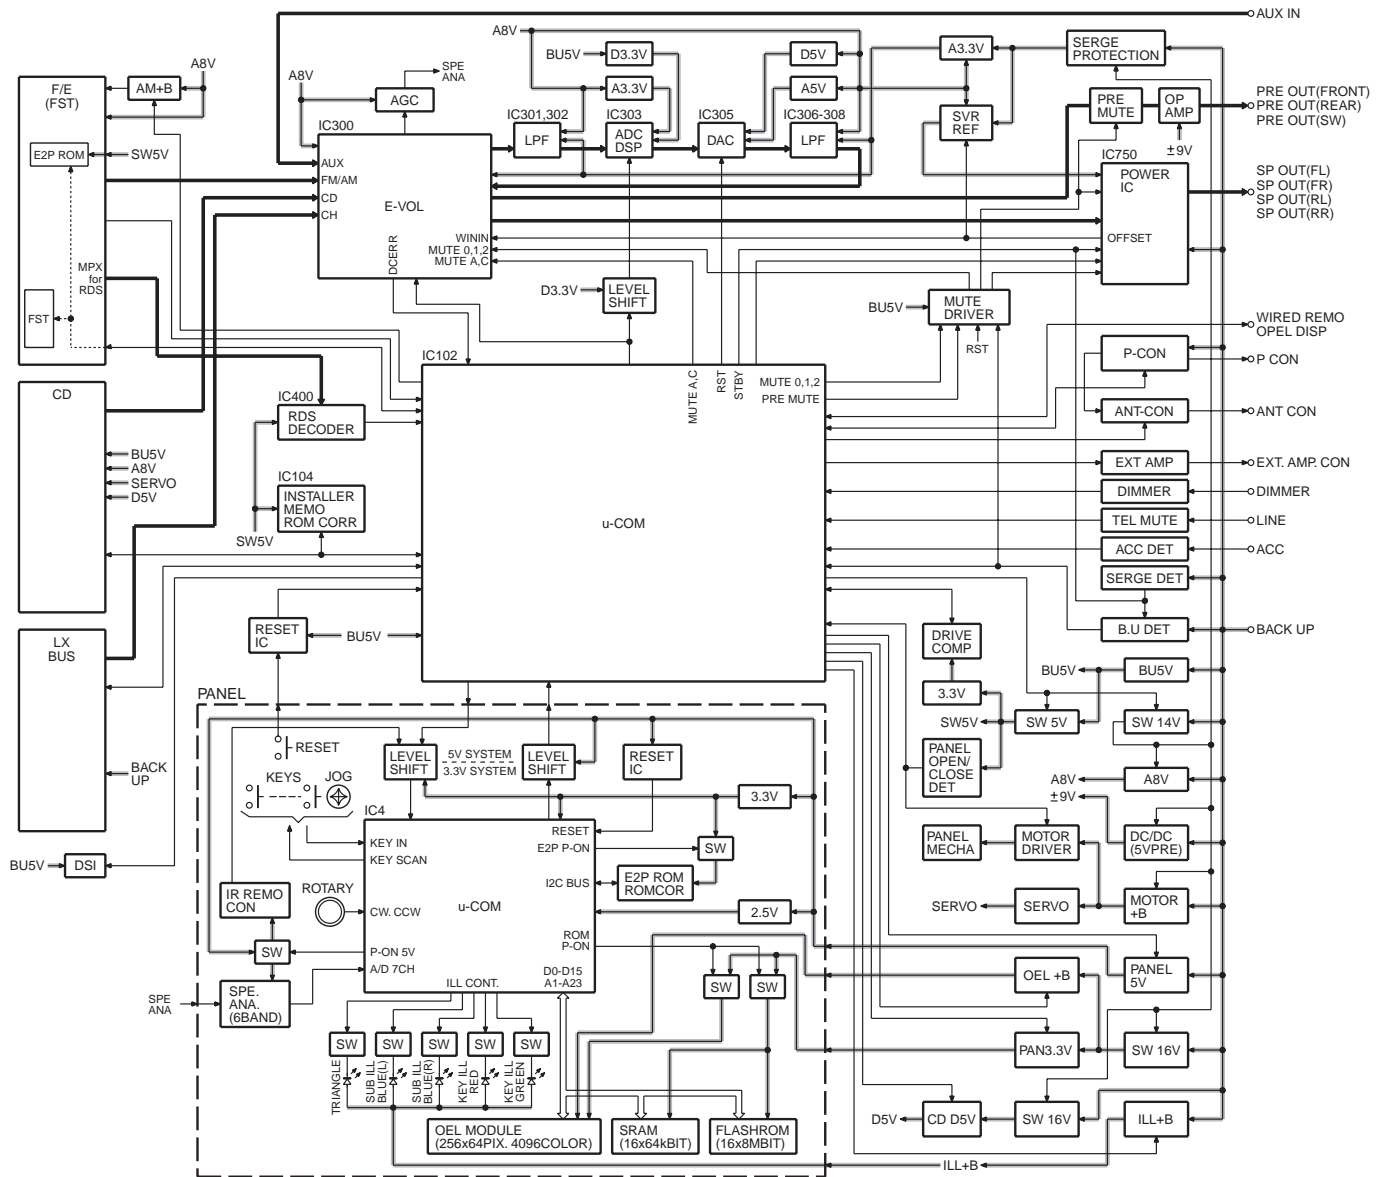 AUX IN
A8V
BU5V
D3.3V
D5V
A3.3V
SERGE
PROTECTION
A8V
F/E
(FST)
AM+B
SPE
ANA
A8V
AGC
A3.3V
A5V
SVR
REF
PRE
MUTE
OP
AMP
±9V
PRE OUT(FRONT)
PRE OUT(REAR)
PRE OUT(SW)
IC300
IC301,302
LPF
IC303
ADC
DSP
IC305
DAC
IC306-308
LPF
E2P ROM
SW5V
AUX
FM/AM
CD
CH
E-VOL
DCERR
WININ
MUTE 0,1,2
MUTE A,C
IC750
POWER
IC
OFFSET
SP OUT(FL)
SP OUT(FR)
SP OUT(RL)
SP OUT(RR)
MPX
for
RDS
FST
D3.3V
LEVEL
SHIFT
BU5V
MUTE
DRIVER
RST
WIRED REMO
OPEL DISP
P-CON
P CON
IC102
MUTE A,C
RST
STBY
MUTE 0,1,2
PRE MUTE
u-COM
CD
BU5V
A8V
SERVO
D5V
IC400
RDS
DECODER
IC104
INSTALLER
MEMO
ROM CORR
SW5V
ANT-CON
ANT CON
EXT AMP
EXT. AMP. CON
DIMMER
DIMMER
TEL MUTE
LINE
ACC DET
ACC
SERGE DET
B.U DET
BACK UP
LX
BUS
BACK
UP
RESET
IC
BU5V
DRIVE
COMP
BU5V
BU5V
3.3V
SW5V
SW 5V
SW 14V
PANEL
OPEN/
CLOSE
DET
A8V
A8V
±9V
PANEL
MECHA
MOTOR
DRIVER
DC/DC
(5VPRE)
SERVO
SERVO
MOTOR
+B
BU5V
DSI
PANEL
RESET
KEYS
JOG
LEVEL
SHIFT
5V SYSTEM
3.3V SYSTEM
LEVEL
SHIFT
RESET
IC
3.3V
IC4
KEY IN
KEY SCAN
RESET
E2P P-ON
SW
I2C BUS
E2P ROM
ROMCOR
IR REMO
CON
ROTARY
CW. CCW
u-COM
2.5V
SW
P-ON 5V
A/D 7CH
ROM
P-ON
D0-D15
A1-A23
ILL CONT.
SPE
ANA
SPE.
ANA.
(6BAND)
SW
SW
OEL +B
PANEL
5V
SW
SW
SW
SW
SW
TRIANGLE
SUB ILL
BLUE(L)
SUB ILL
BLUE(R)
KEY ILL
RED
KEY ILL
GREEN
PAN3.3V
SW 16V
OEL MODULE
(256x64PIX. 4096COLOR)
SRAM
(16x64kBIT)
FLASHROM
(16x8MBIT)
D5V
CD D5V
SW 16V
ILL+B
ILL+B